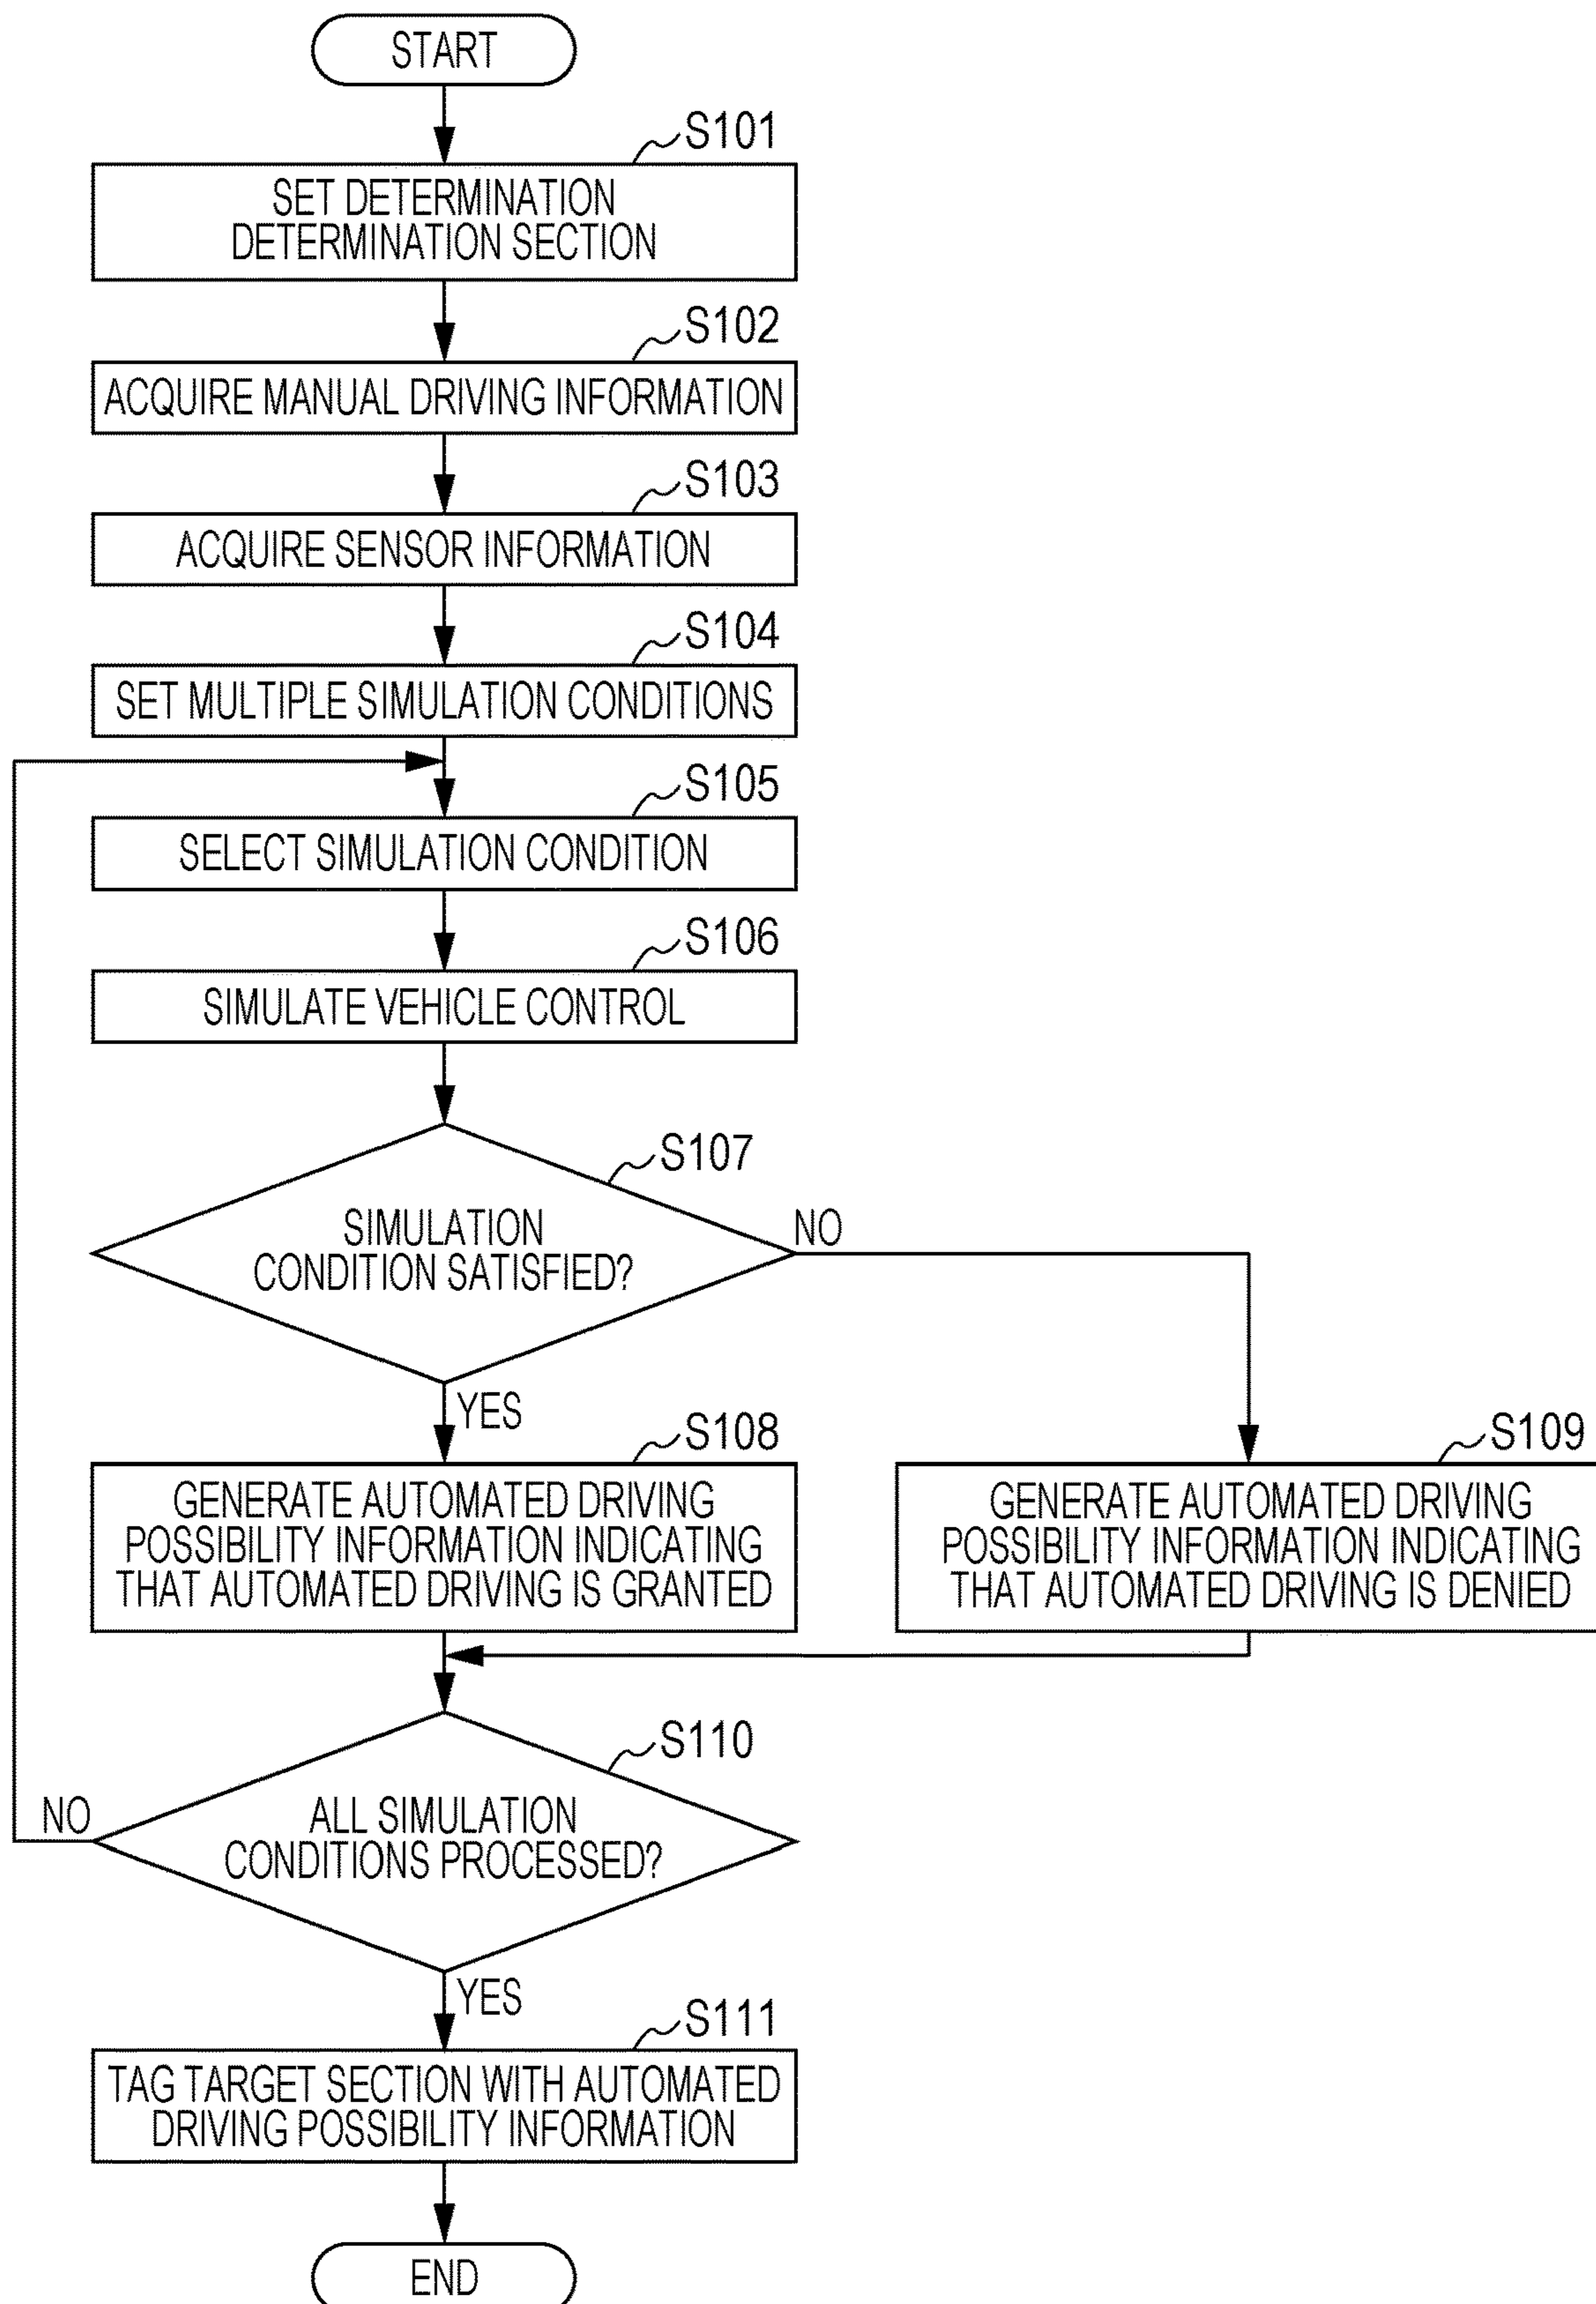 START
S101
SET DETERMINATION
DETERMINATION SECTION
S102
ACQUIRE MANUAL DRIVING INFORMATION
S103
ACQUIRE SENSOR INFORMATION
S104
SET MULTIPLE SIMULATION CONDITIONS
S105
SELECT SIMULATION CONDITION
S106
SIMULATE VEHICLE CONTROL
S107
SIMULATION
CONDITION SATISFIED?
NO
YES
S108
GENERATE AUTOMATED DRIVING
POSSIBILITY INFORMATION INDICATING
THAT AUTOMATED DRIVING IS GRANTED
S109
GENERATE AUTOMATED DRIVING
POSSIBILITY INFORMATION INDICATING
THAT AUTOMATED DRIVING IS DENIED
S110
ALL SIMULATION
CONDITIONS PROCESSED?
NO
YES
S111
TAG TARGET SECTION WITH AUTOMATED
DRIVING POSSIBILITY INFORMATION
END